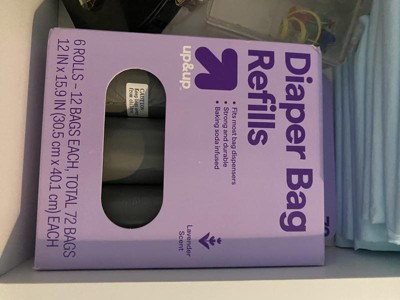 Diaper Bag
Refills
• Fits most bag dispensers
• Strong and durable
• Baking soda infused
up&up
Lavender
Scent
6 ROLLS – 12 BAGS EACH, TOTAL 72 BAGS
12 IN x 15.9 IN (30.5 cm x 40.1 cm) EACH